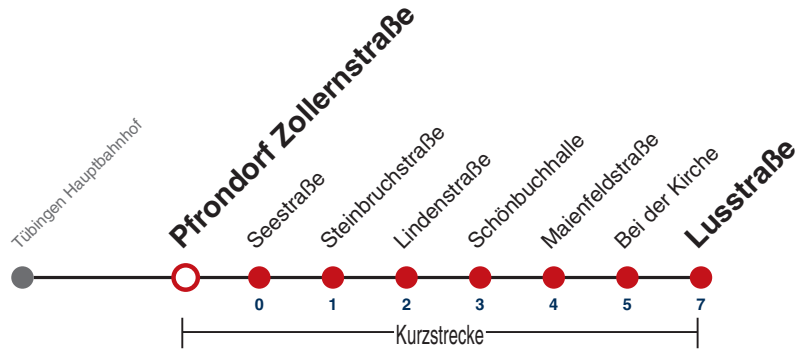 Tübingen Hauptbahnhof
Pfrondorf Zollernstraße
Seestraße
Steinbruchstraße
Lindenstraße
Schönbuchhalle
Maienfeldstraße
Bei der Kirche
Lusstraße
0 1 2 3 4 5 7
Kurzstrecke